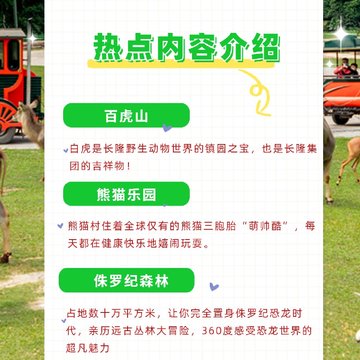 热点内容介绍
百虎山
白虎是长隆野生动物世界的镇园之宝，也是长隆集
团的吉祥物！
熊猫乐园
熊猫村住着全球仅有的熊猫三胞胎“萌帅酷”，每
天都在健康快乐地嬉闹玩耍。
侏罗纪森林
占地数十万平方米，让你完全置身侏罗纪恐龙时
代，亲历远古丛林大冒险，360度感受恐龙世界的
超凡魅力